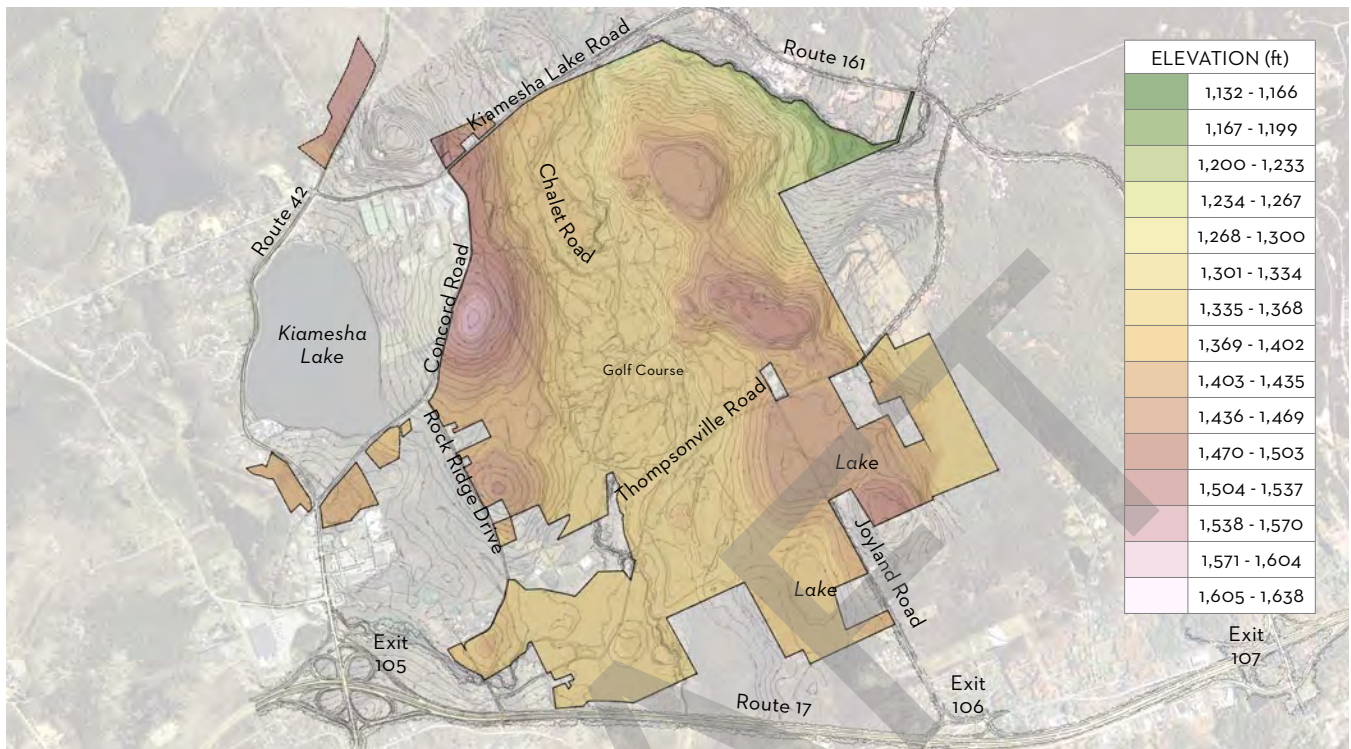 Kiamesha Lake Road
Route 161
Route 42
Chalet Road
Concord Road
Kiamesha
Lake
Golf Course
Thompsonville Road
Rock Ridge Drive
Lake
Lake
Joyland Road
Exit
105
Route 17
Exit
106
Exit
107
ELEVATION (ft)
1,132 - 1,166
1,167 - 1,199
1,200 - 1,233
1,234 - 1,267
1,268 - 1,300
1,301 - 1,334
1,335 - 1,368
1,369 - 1,402
1,403 - 1,435
1,436 - 1,469
1,470 - 1,503
1,504 - 1,537
1,538 - 1,570
1,571 - 1,604
1,605 - 1,638